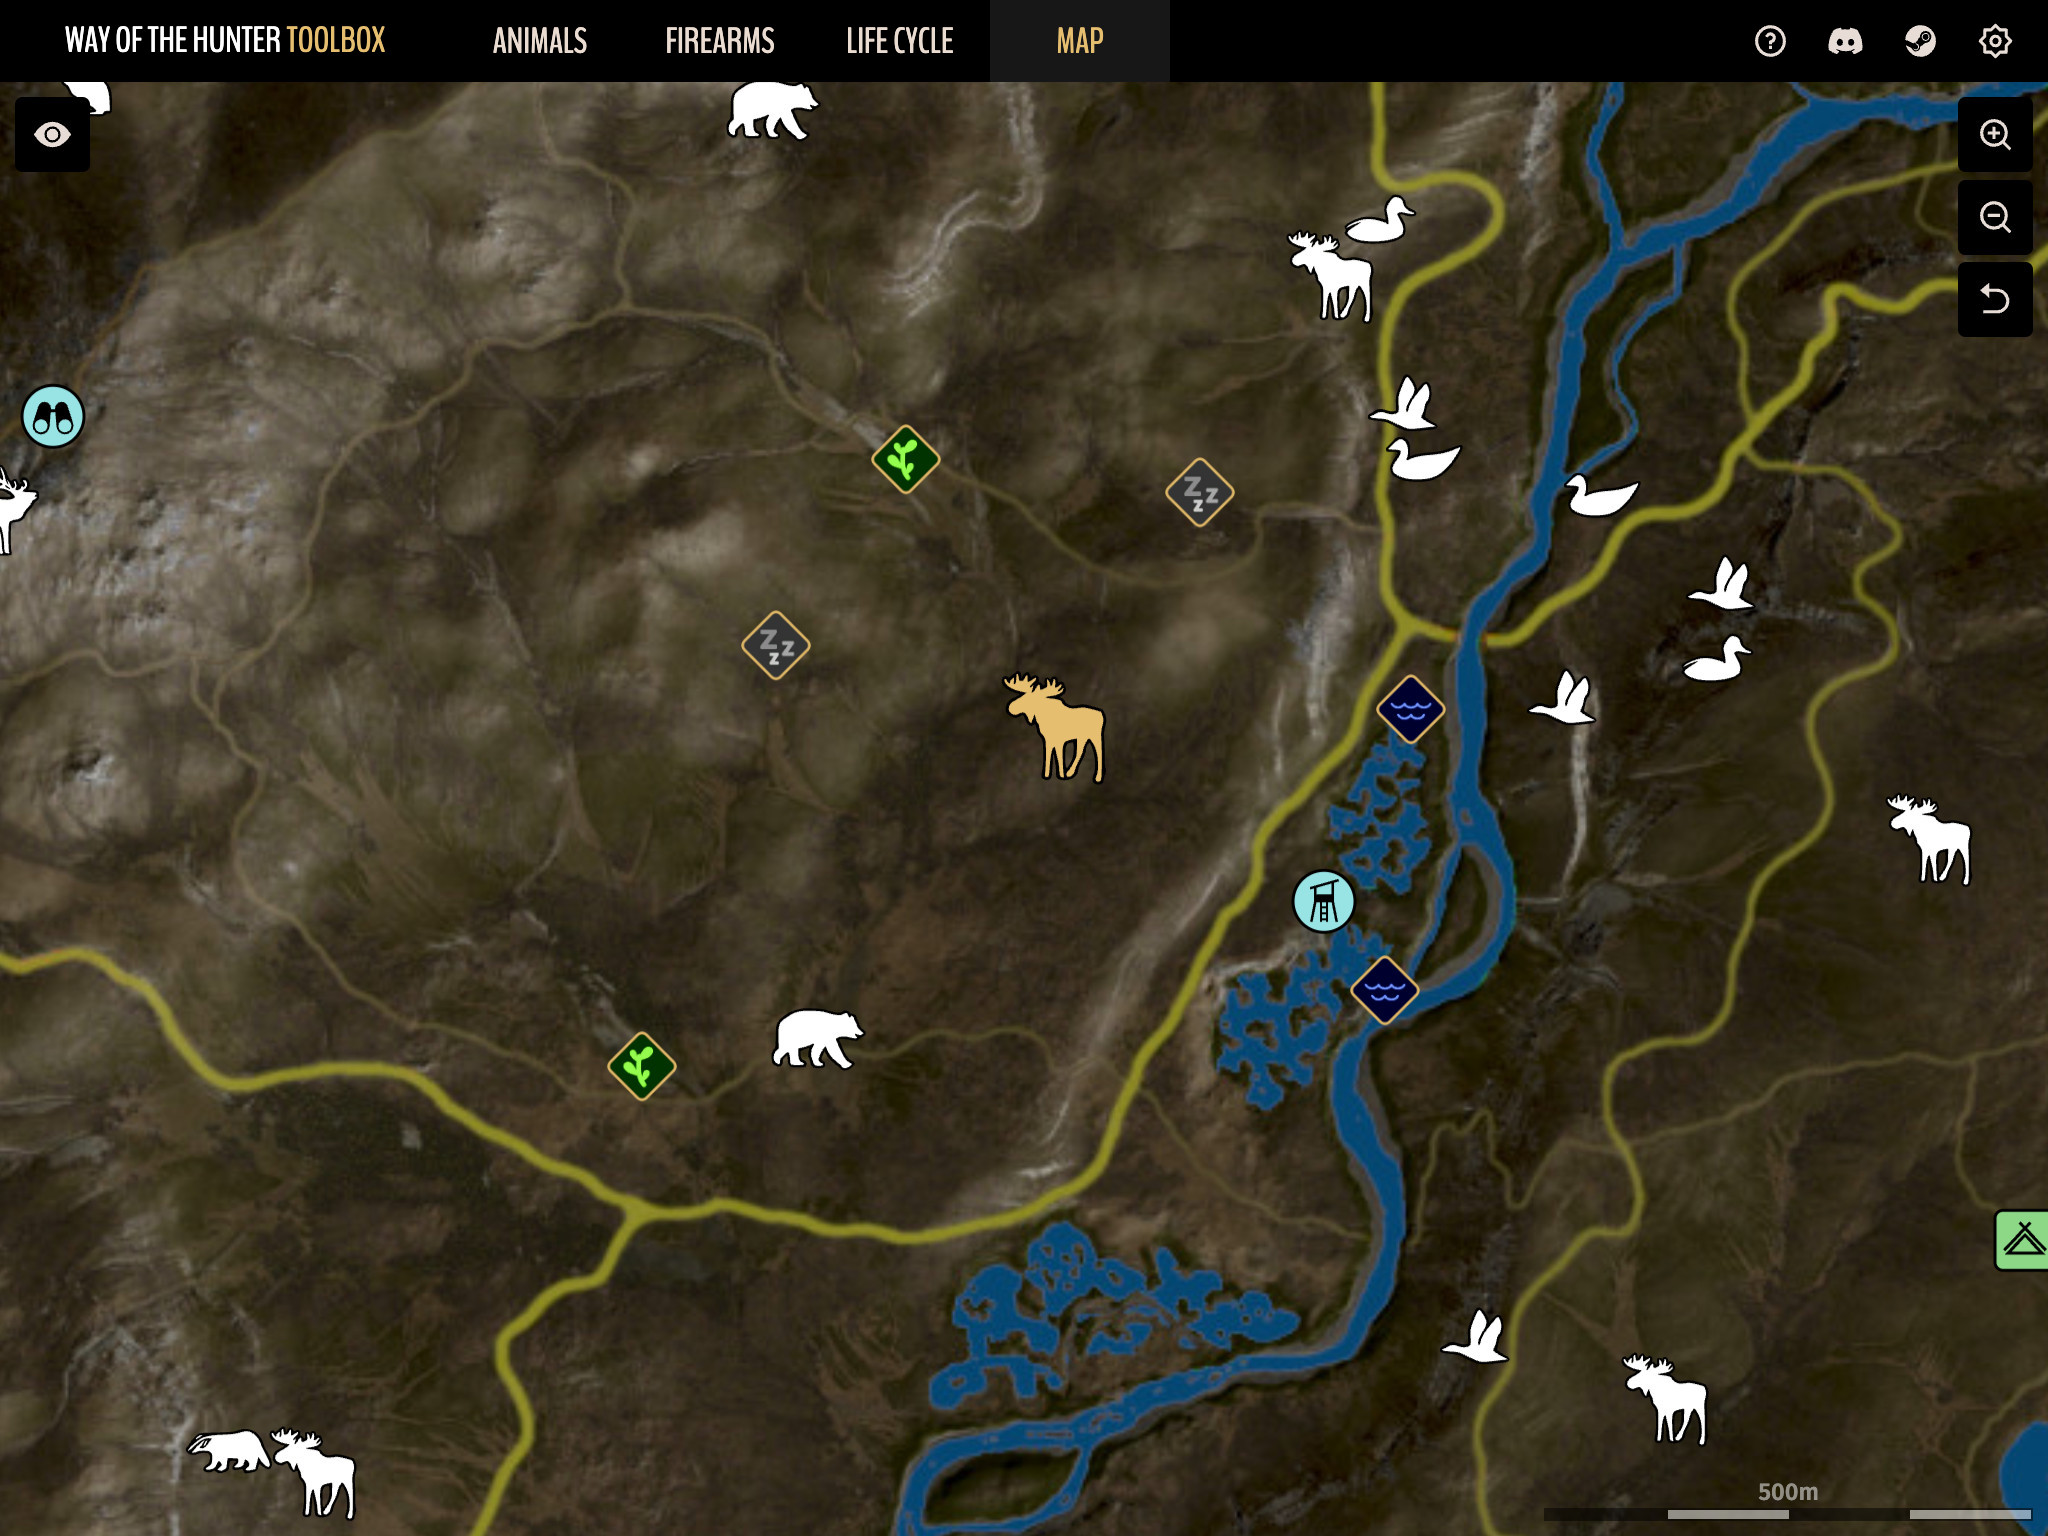 WAY OF THE HUNTER TOOLBOX
ANIMALS
FIREARMS
LIFE CYCLE
MAP
?
Z z z
Z z z
500m